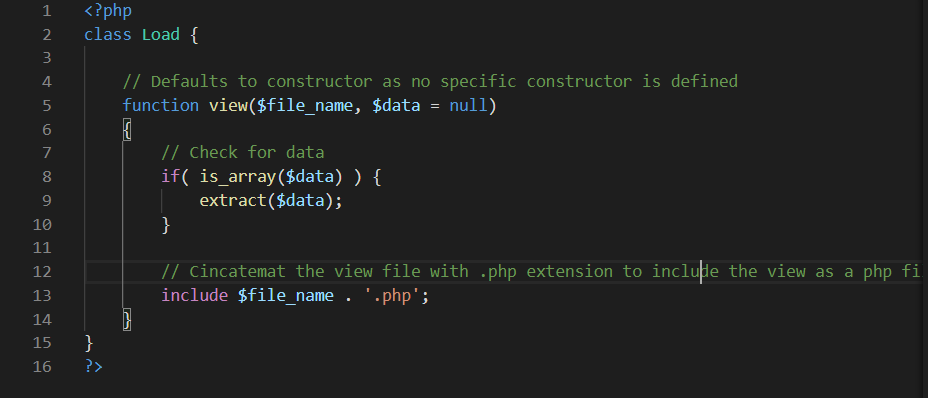 1 <?php
2 class Load {
3
4 // Defaults to constructor as no specific constructor is defined
5 function view($file_name, $data = null)
6 {
7 // Check for data
8 if( is_array($data) ) {
9 extract($data);
10 }
11
12 // Cincatemat the view file with .php extension to include the view as a php fi
13 include $file_name . '.php';
14 }
15 }
16 ?>